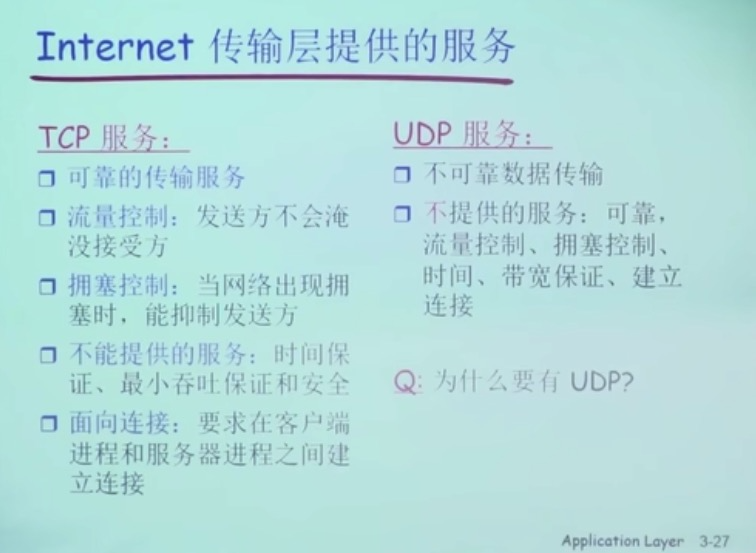 Internet 传输层提供的服务
TCP 服务：
可靠的传输服务
流量控制：发送方不会淹
没接受方
拥塞控制：当网络出现拥
塞时，能抑制发送方
不能提供的服务：时间保
证、最小吞吐保证和安全
面向连接：要求在客户端
进程和服务器进程之间建
立连接
UDP 服务：
不可靠数据传输
不提供的服务：可靠，
流量控制、拥塞控制、
时间、带宽保证、建立
连接
Q: 为什么要有 UDP?
Application Layer 3-27